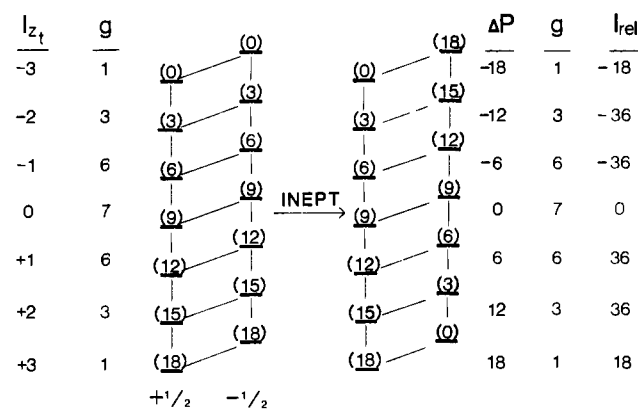 I_z_t g ΔP g I_rel
(0) (18)
-3 1 (0) (0) -18 1 -18
(3) (15)
-2 3 (3) (3) -12 3 -36
(6) (12)
-1 6 (6) (6) -6 6 -36
(9) (9)
0 7 (9) INEPT (9) 0 7 0
(12) (6)
+1 6 (12) (12) 6 6 36
(15) (3)
+2 3 (15) (15) 12 3 36
(18) (0)
+3 1 (18) (18) 18 1 18
+1/2 -1/2